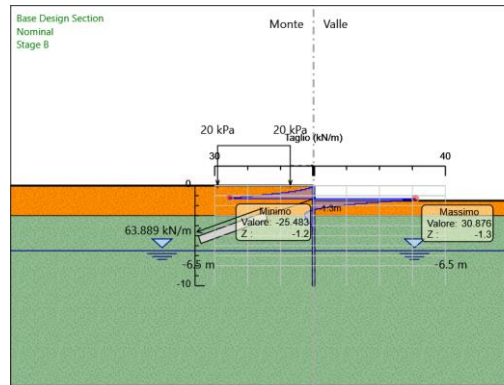 Base Design Section
Nominal
Stage B
Monte
Valle
20 kPa
20 kPa
Taglio (kN/m)
30
40
0
-1.3m
Minimo
Valore: -25.483
Z : -1.2
Massimo
Valore: 30.876
Z : -1.3
63.889 kN/m
-6.5 m
-6.5 m
-10